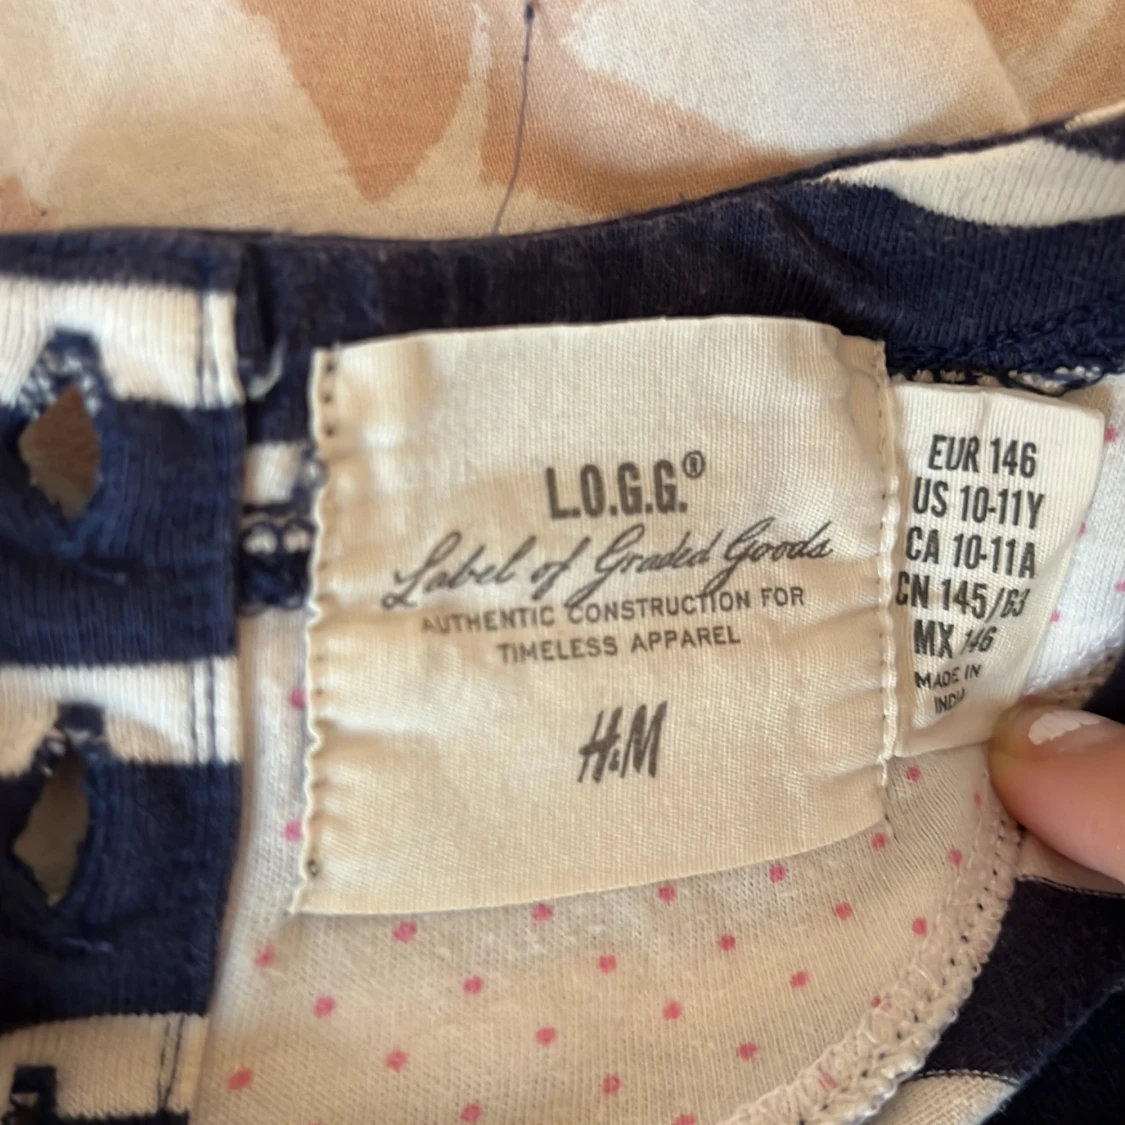 L.O.G.G.®
Label of Graded Goods
AUTHENTIC CONSTRUCTION FOR
TIMELESS APPAREL
H&M
EUR 146
US 10-11Y
CA 10-11A
CN 145/63
MX 146
MADE IN
INDIA